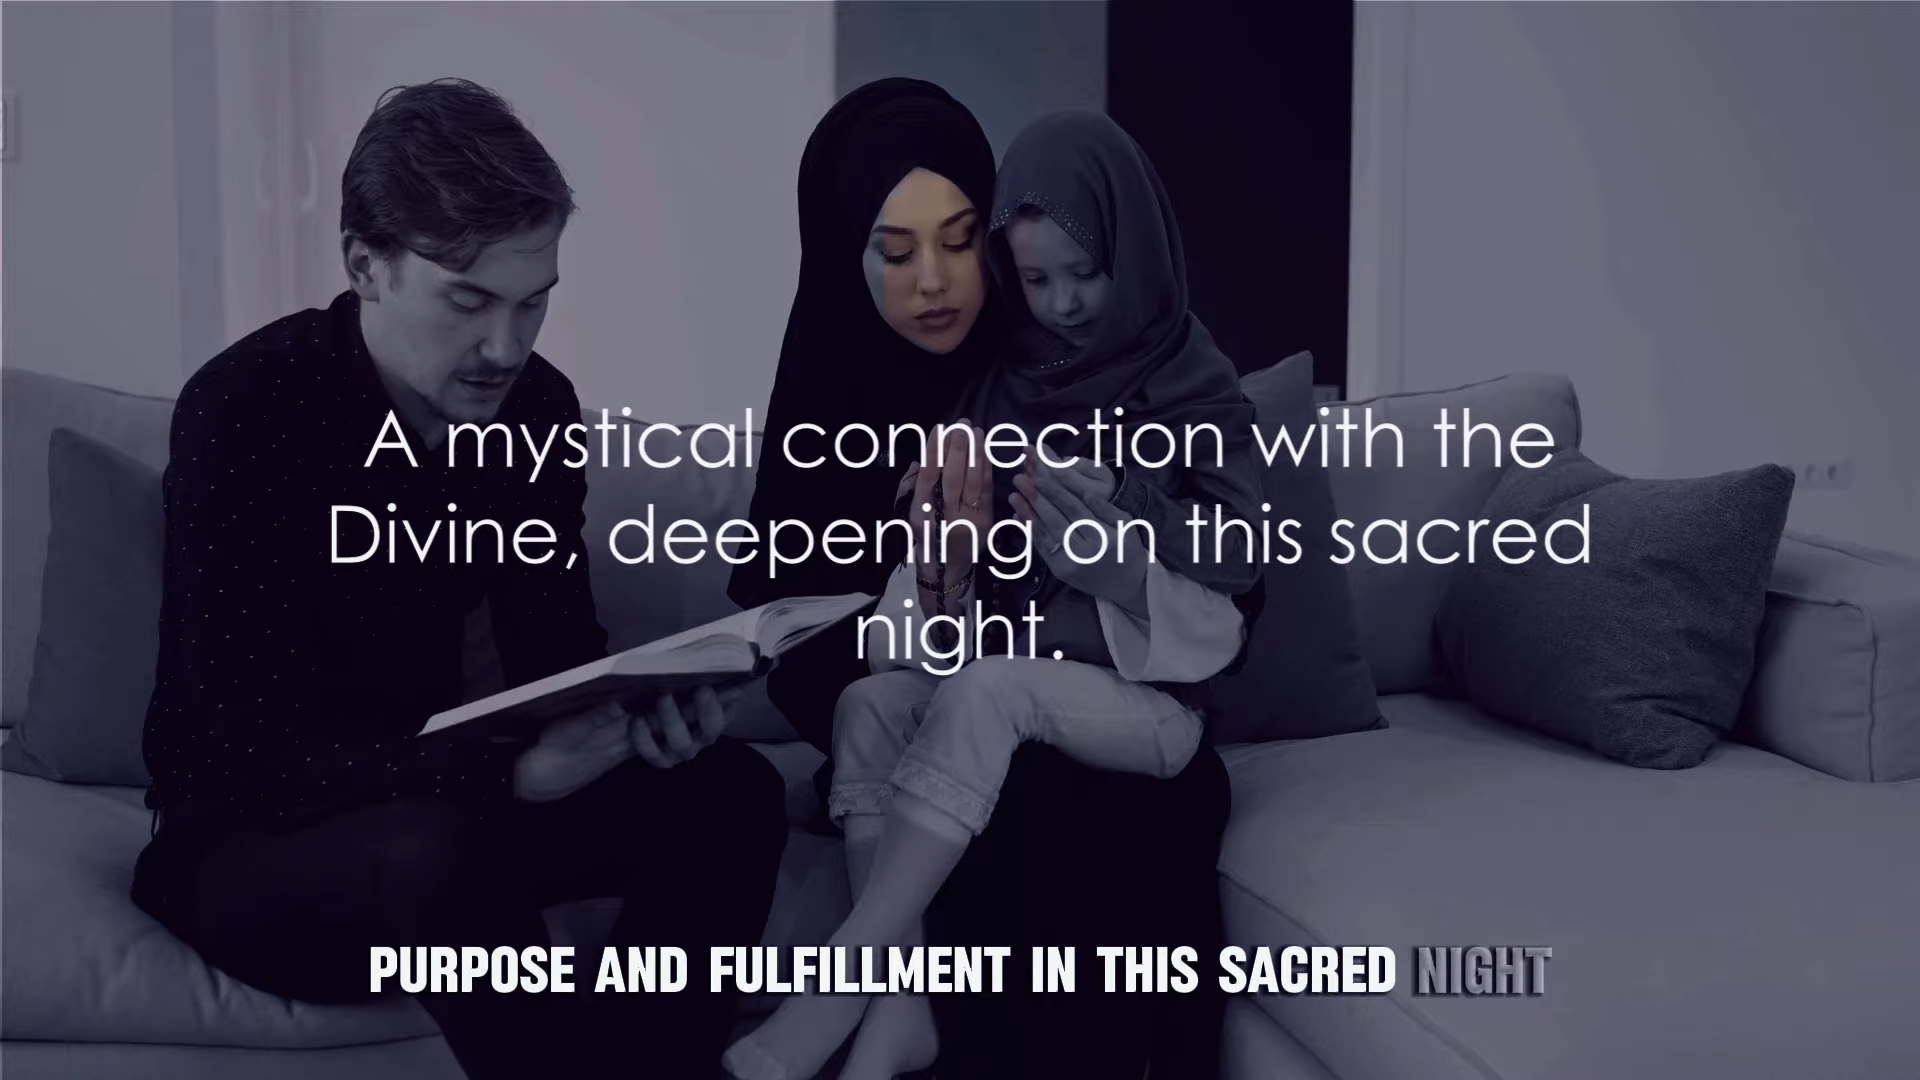 A mystical connection with the
Divine, deepening on this sacred
night.
PURPOSE AND FULFILLMENT IN THIS SACRED NIGHT